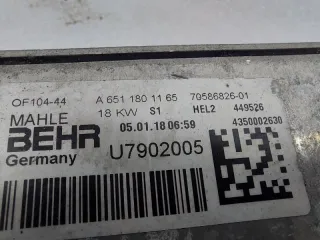 OF104-44 A 651 180 11 65 70586826-01
MAHLE 18 KW S1 HEL2 449526
BEHR 05.01.18 06:59 4350002630
Germany U7902005